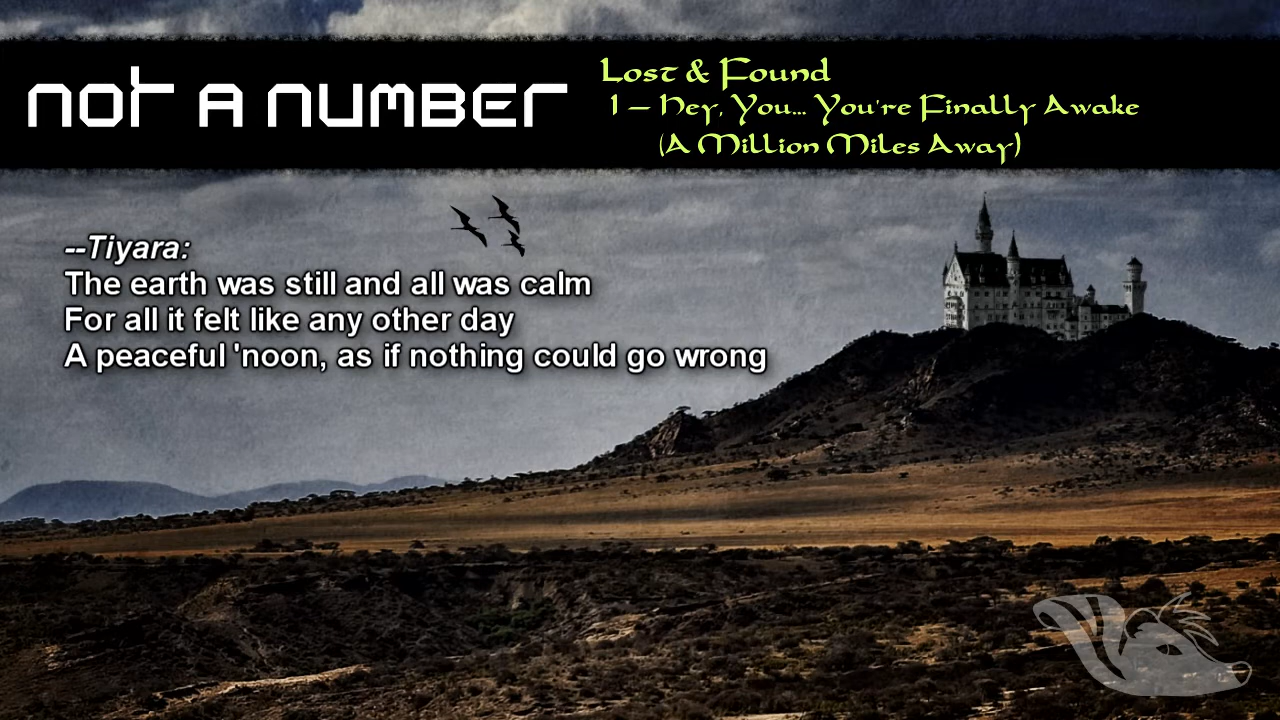 not a number
Lost & Found
1 – Hey, You... You're Finally Awake
(A Million Miles Away)
--Tiyara:
The earth was still and all was calm
For all it felt like any other day
A peaceful 'noon, as if nothing could go wrong